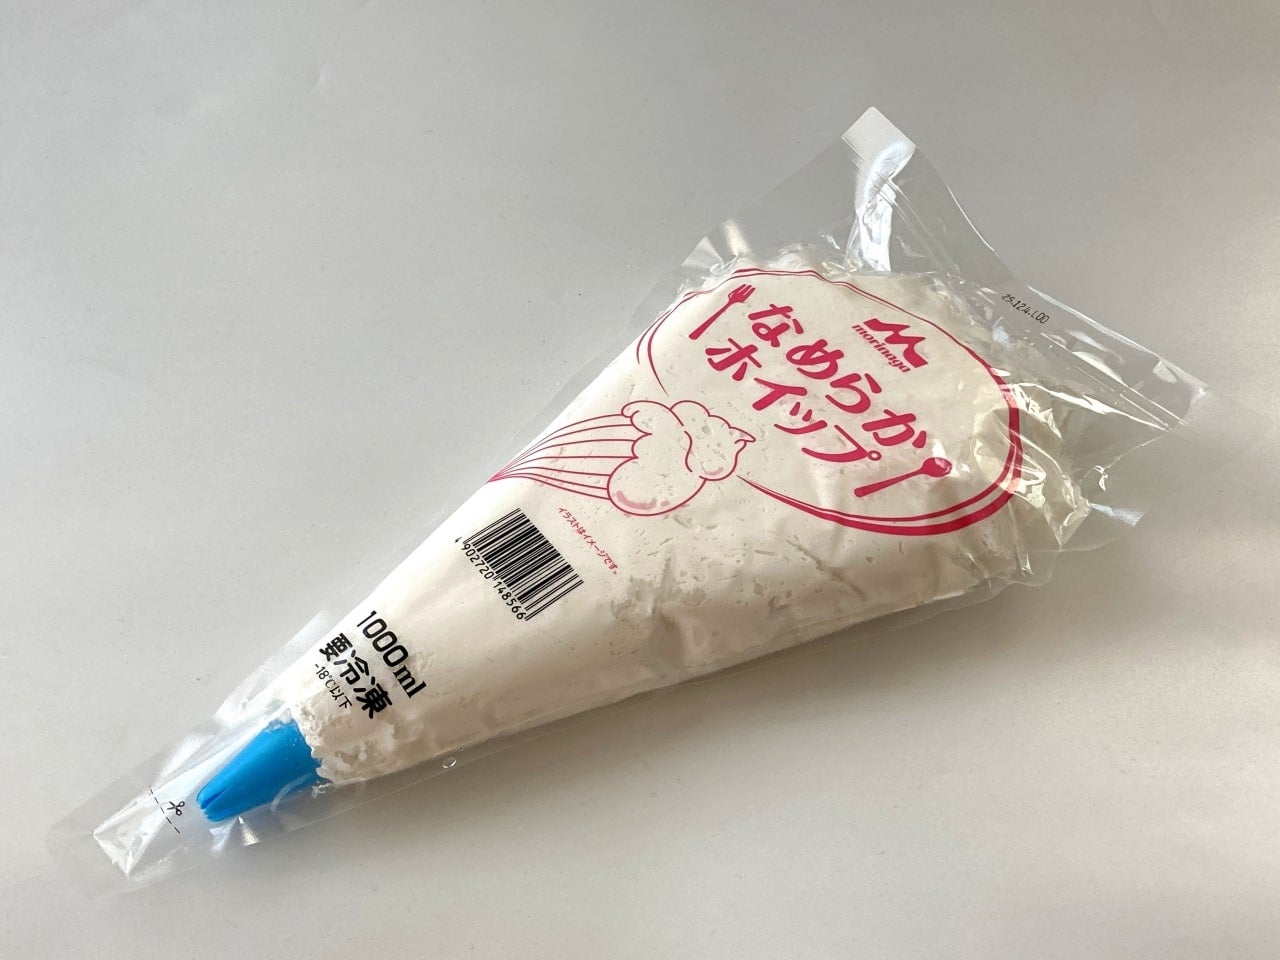 morinaga
なめらか
ホイップ
イラストはイメージです。
4902720148566
1000ml
要冷凍
-18℃以下